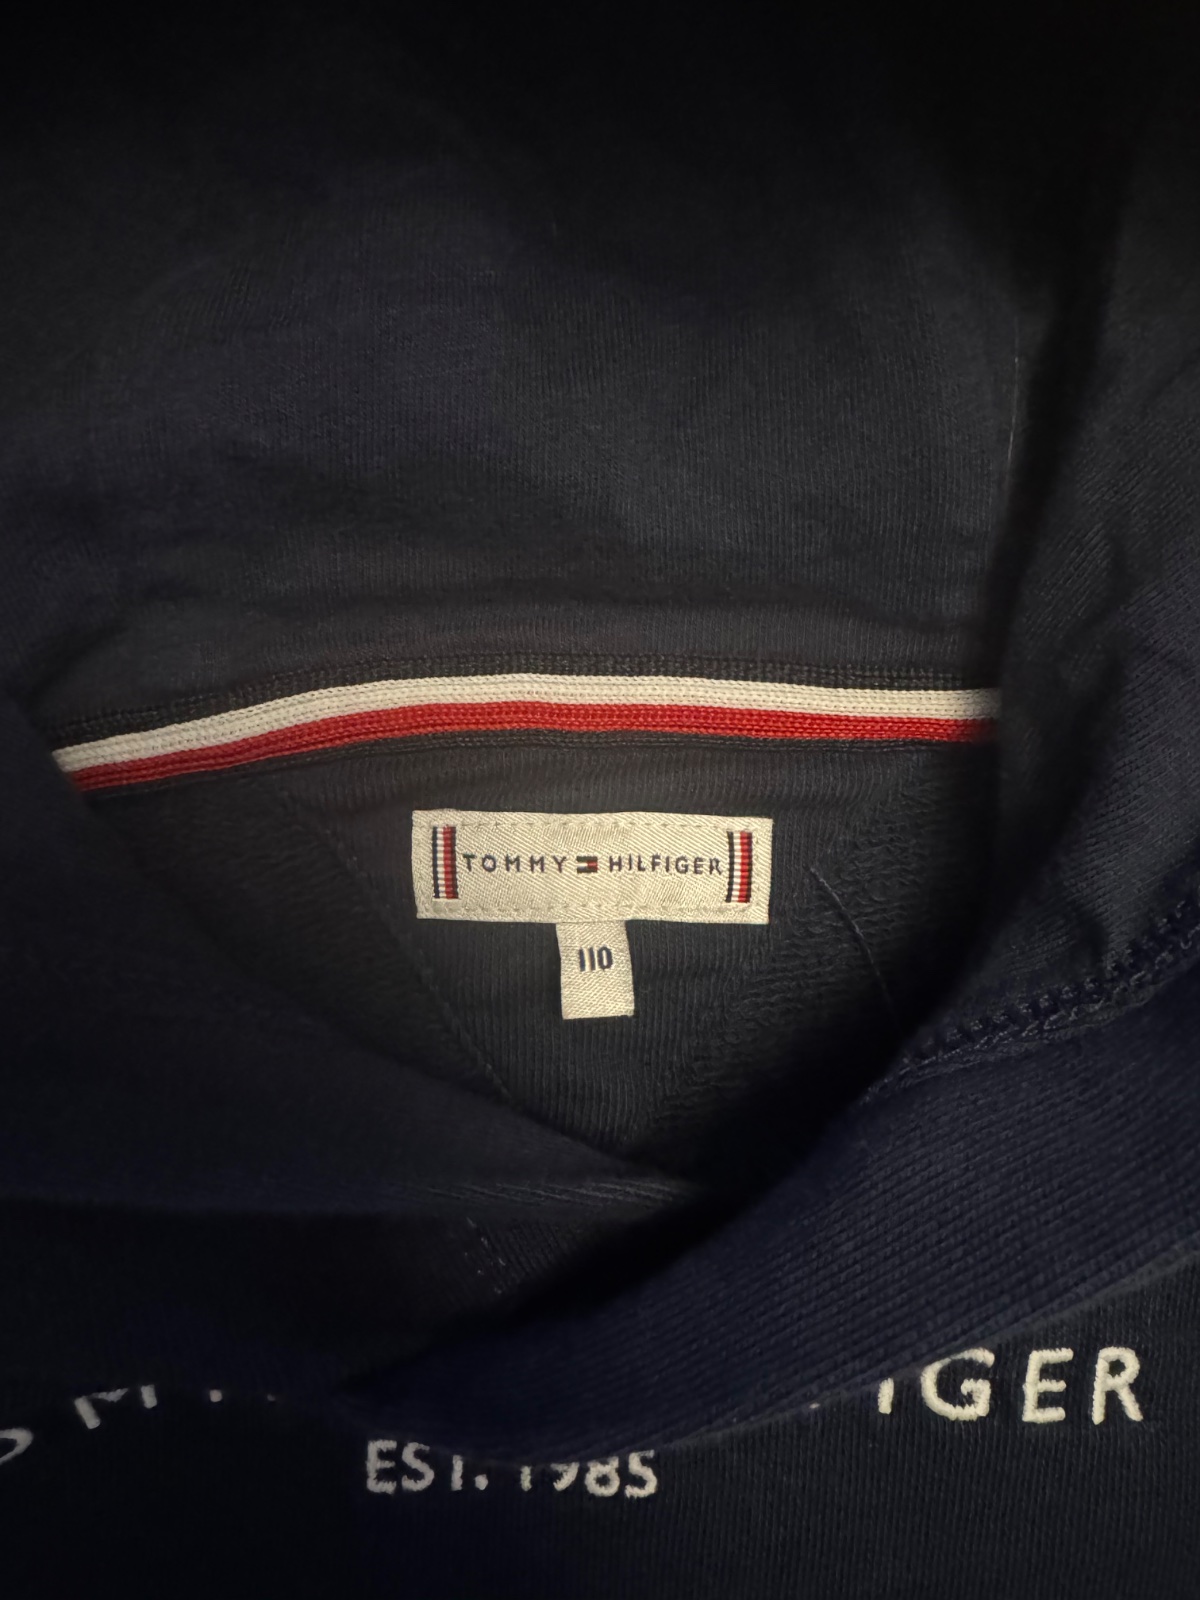 TOMMY HILFIGER
110
IGER
EST. 1985